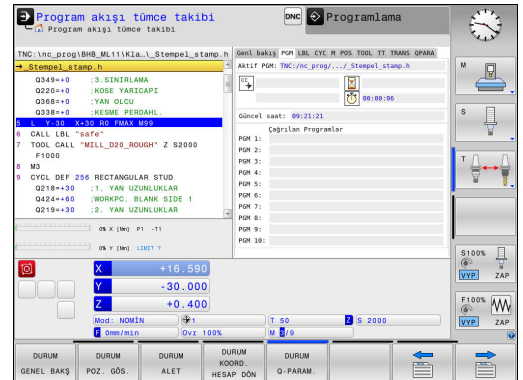 Program akışı tümce takibi
Program akışı tümce takibi
DNC
Programlama
TNC:\nc_prog\BHB_ML11\Kla…\_Stempel_stamp.h
→_Stempel_stamp.h
Q349=+0 ;3.SINIRLAMA
Q220=+0 ;KOSE YARICAPI
Q368=+0 ;YAN OLCU
Q338=+0 ;KESME PERDAHL.
5 L Y-30 X+30 R0 FMAX M99
6 CALL LBL "safe"
7 TOOL CALL "MILL_D20_ROUGH" Z S2000
F1000
8 M3
9 CYCL DEF 256 RECTANGULAR STUD
Q218=+30 ;1. YAN UZUNLUKLAR
Q424=+60 ;WORKPC. BLANK SIDE 1
Q219=+30 ;2. YAN UZUNLUKLAR
0% X [Nm] P1 -T1
0% Y [Nm] LIMIT ?
Genl bakış PGM LBL CYC M POS TOOL TT TRANS QPARA
Aktif PGM: TNC:/nc_prog/.../_Stempel_stamp.h
00:00:06
Güncel saat: 09:21:21
Çağrılan Programlar
PGM 1:
PGM 2:
PGM 3:
PGM 4:
PGM 5:
PGM 6:
PGM 7:
PGM 8:
PGM 9:
PGM 10:
X +16.590
Y -30.000
Z +0.400
Mod: NOMİN 1 T 50 Z S 2000
F 0mm/min Ovr 100% M 5/9
M
S
T
S100%
VYP ZAP
F100%
VYP ZAP
DURUM GENEL BAKŞ
DURUM POZ. GÖS.
DURUM ALET
DURUM KOORD. HESAP DÖN
DURUM Q-PARAM.